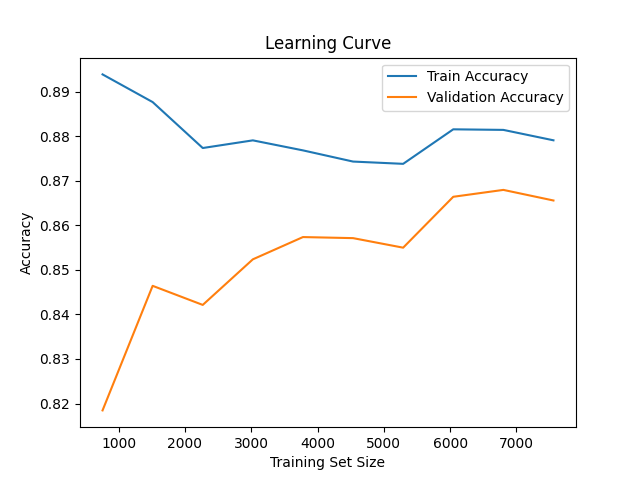 Learning Curve
Train Accuracy
Validation Accuracy
0.89
0.88
0.87
0.86
0.85
0.84
0.83
0.82
Accuracy
1000 2000 3000 4000 5000 6000 7000
Training Set Size